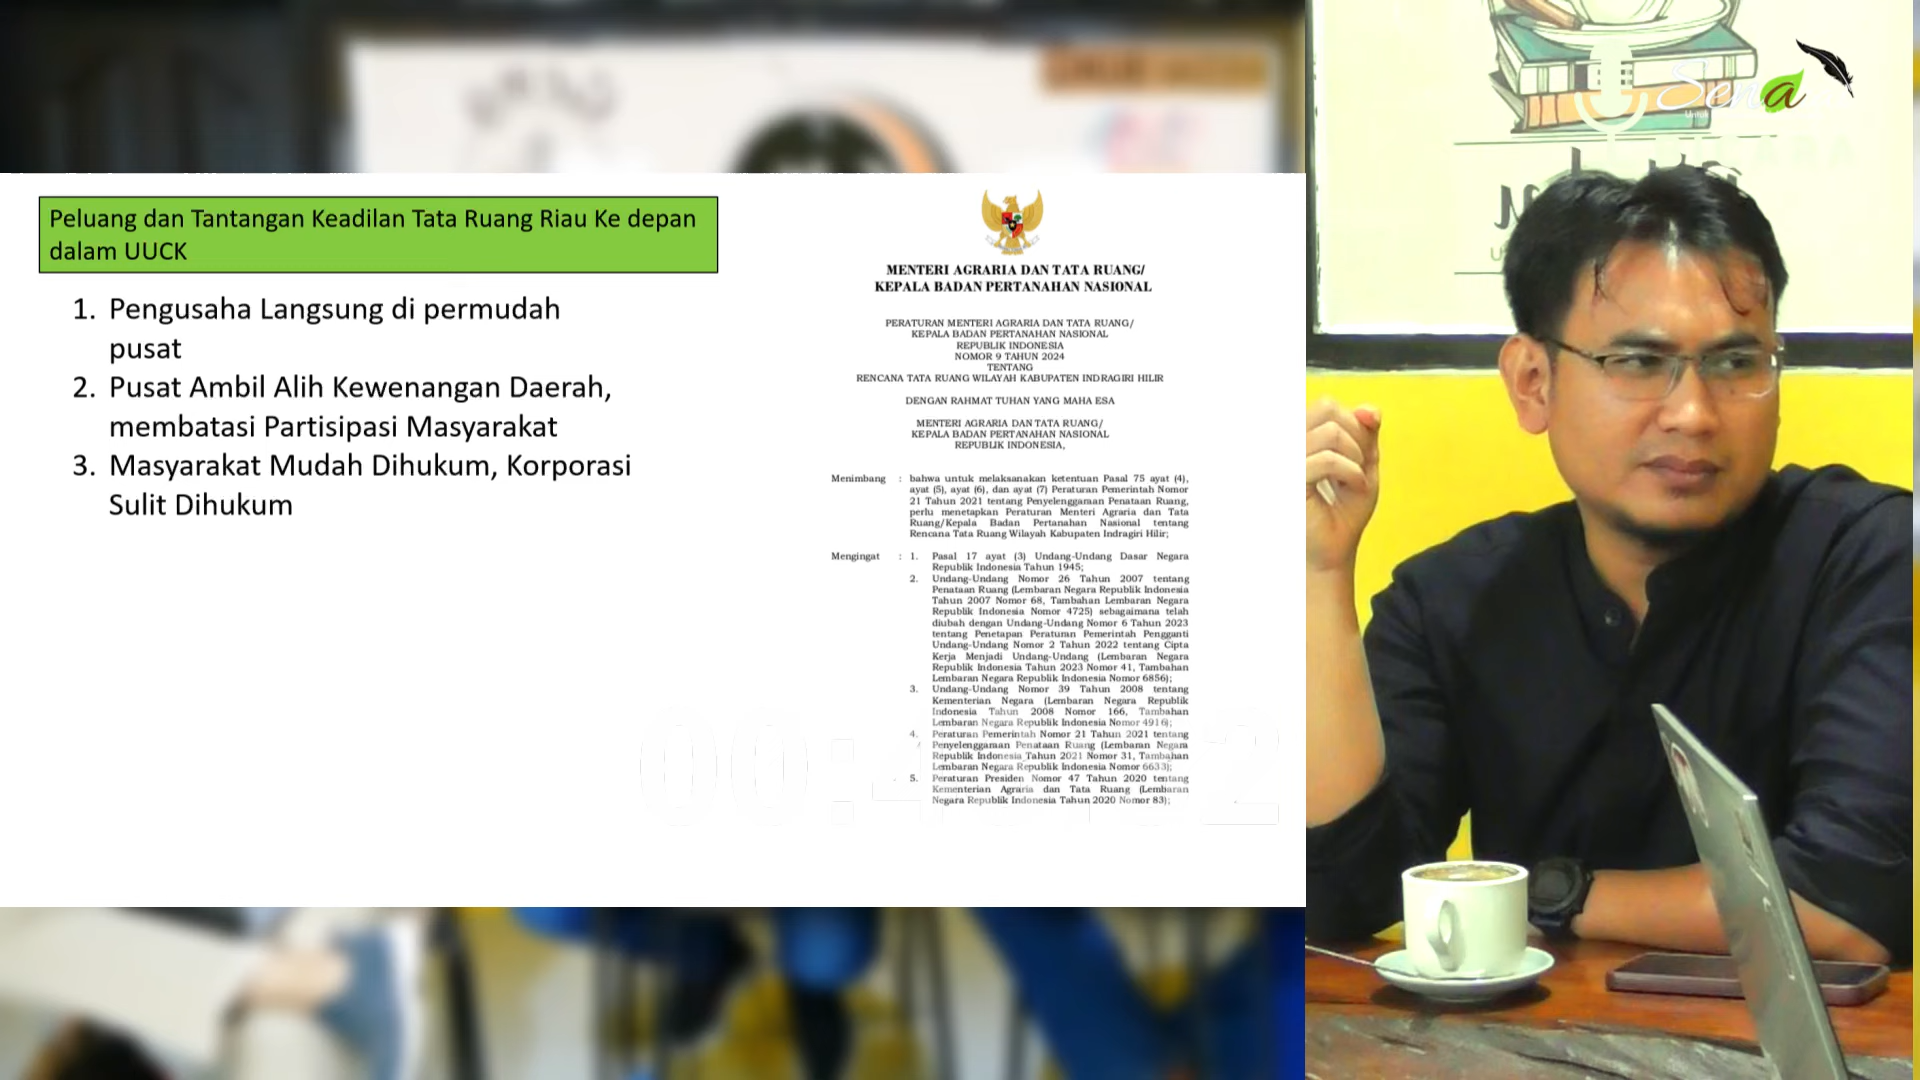 Peluang dan Tantangan Keadilan Tata Ruang Riau Ke depan
dalam UUCK
1. Pengusaha Langsung di permudah
pusat
2. Pusat Ambil Alih Kewenangan Daerah,
membatasi Partisipasi Masyarakat
3. Masyarakat Mudah Dihukum, Korporasi
Sulit Dihukum
MENTERI AGRARIA DAN TATA RUANG/
KEPALA BADAN PERTANAHAN NASIONAL
PERATURAN MENTERI AGRARIA DAN TATA RUANG/
KEPALA BADAN PERTANAHAN NASIONAL
REPUBLIK INDONESIA
NOMOR 9 TAHUN 2024
TENTANG
RENCANA TATA RUANG WILAYAH KABUPATEN INDRAGIRI HILIR
DENGAN RAHMAT TUHAN YANG MAHA ESA
MENTERI AGRARIA DAN TATA RUANG/
KEPALA BADAN PERTANAHAN NASIONAL
REPUBLIK INDONESIA,
Menimbang : bahwa untuk melaksanakan ketentuan Pasal 75 ayat (4),
ayat (5), ayat (6), dan ayat (7) Peraturan Pemerintah Nomor
21 Tahun 2021 tentang Penyelenggaraan Penataan Ruang,
perlu menetapkan Peraturan Menteri Agraria dan Tata
Ruang/Kepala Badan Pertanahan Nasional tentang
Rencana Tata Ruang Wilayah Kabupaten Indragiri Hilir;
Mengingat : 1. Pasal 17 ayat (3) Undang-Undang Dasar Negara
Republik Indonesia Tahun 1945;
2. Undang-Undang Nomor 26 Tahun 2007 tentang
Penataan Ruang (Lembaran Negara Republik Indonesia
Tahun 2007 Nomor 68, Tambahan Lembaran Negara
Republik Indonesia Nomor 4725) sebagaimana telah
diubah dengan Undang-Undang Nomor 6 Tahun 2023
tentang Penetapan Peraturan Pemerintah Pengganti
Undang-Undang Nomor 2 Tahun 2022 tentang Cipta
Kerja Menjadi Undang-Undang (Lembaran Negara
Republik Indonesia Tahun 2023 Nomor 41, Tambahan
Lembaran Negara Republik Indonesia Nomor 6856);
3. Undang-Undang Nomor 39 Tahun 2008 tentang
Kementerian Negara (Lembaran Negara Republik
Indonesia Tahun 2008 Nomor 166, Tambahan
Lembaran Negara Republik Indonesia Nomor 4916);
4. Peraturan Pemerintah Nomor 21 Tahun 2021 tentang
Penyelenggaraan Penataan Ruang (Lembaran Negara
Republik Indonesia Tahun 2021 Nomor 31, Tambahan
Lembaran Negara Republik Indonesia Nomor 6633);
5. Peraturan Presiden Nomor 47 Tahun 2020 tentang
Kementerian Agraria dan Tata Ruang (Lembaran
Negara Republik Indonesia Tahun 2020 Nomor 83);
Sena